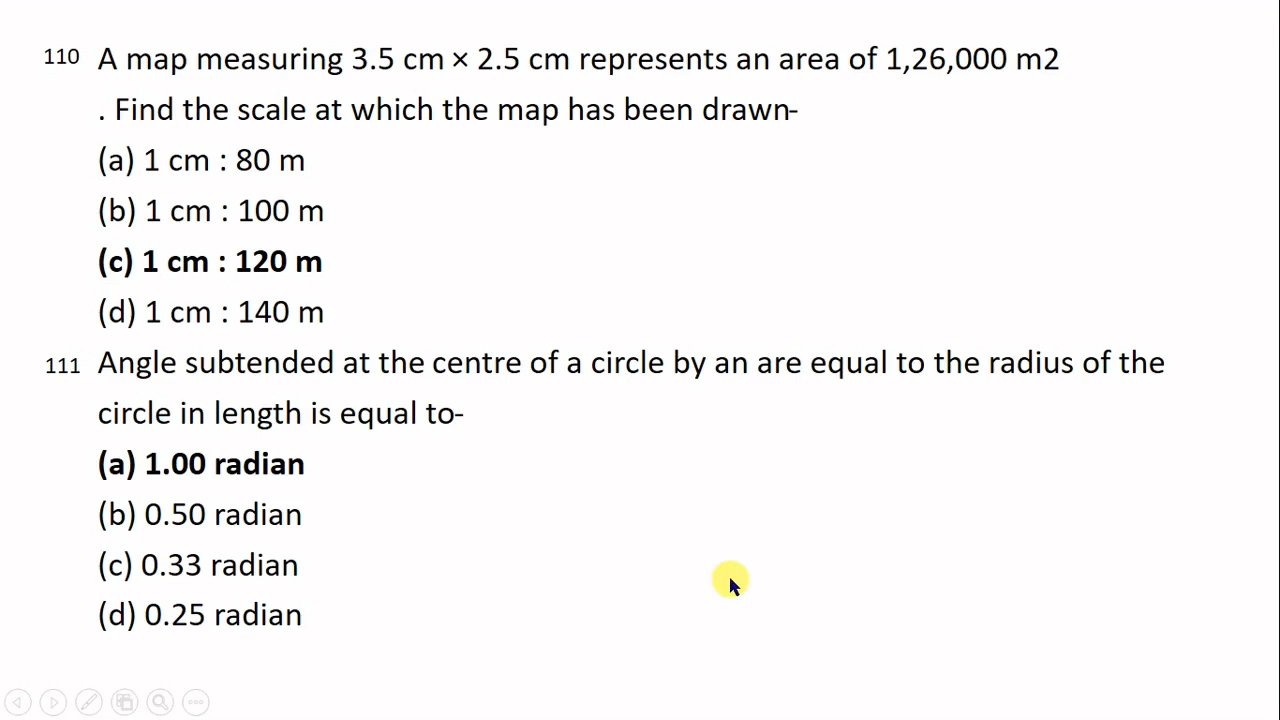 110 A map measuring 3.5 cm × 2.5 cm represents an area of 1,26,000 m2
. Find the scale at which the map has been drawn-
(a) 1 cm : 80 m
(b) 1 cm : 100 m
(c) 1 cm : 120 m
(d) 1 cm : 140 m
111 Angle subtended at the centre of a circle by an are equal to the radius of the
circle in length is equal to-
(a) 1.00 radian
(b) 0.50 radian
(c) 0.33 radian
(d) 0.25 radian